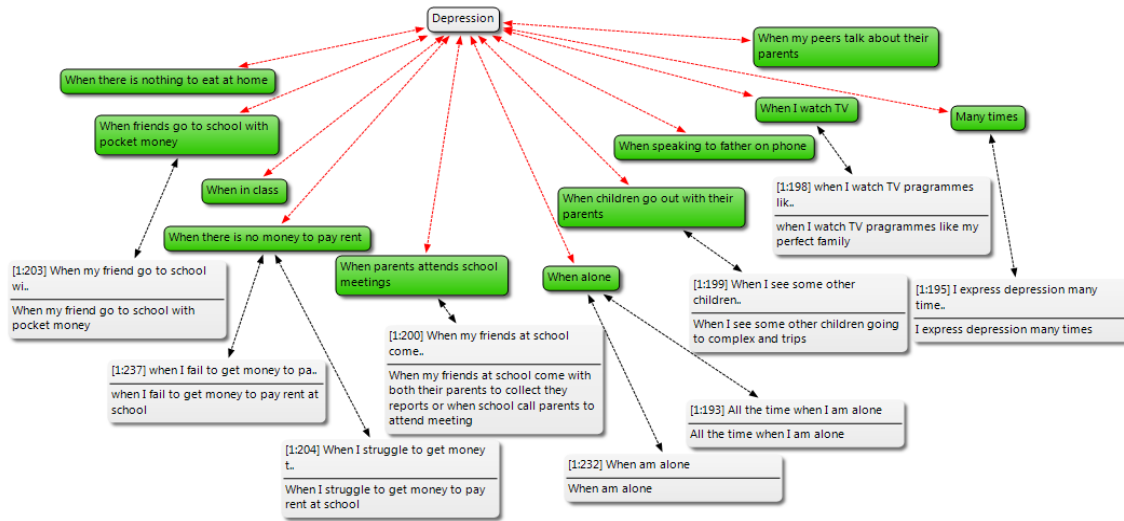 Depression
When my peers talk about their
parents
When there is nothing to eat at home
When I watch TV
Many times
When friends go to school with
pocket money
When speaking to father on phone
When in class
When children go out with their
parents
[1:198] when I watch TV pragrammes
lik..
when I watch TV pragrammes like my
perfect family
When there is no money to pay rent
When parents attends school
meetings
When alone
[1:203] When my friend go to school
wi..
When my friend go to school with
pocket money
[1:199] When I see some other
children..
When I see some other children going
to complex and trips
[1:195] I express depression many
time..
I express depression many times
[1:200] When my friends at school
come..
When my friends at school come with
both their parents to collect they
reports or when school call parents to
attend meeting
[1:237] when I fail to get money to pa..
when I fail to get money to pay rent at
school
[1:193] All the time when I am alone
All the time when I am alone
[1:204] When I struggle to get money
t..
When I struggle to get money to pay
rent at school
[1:232] When am alone
When am alone